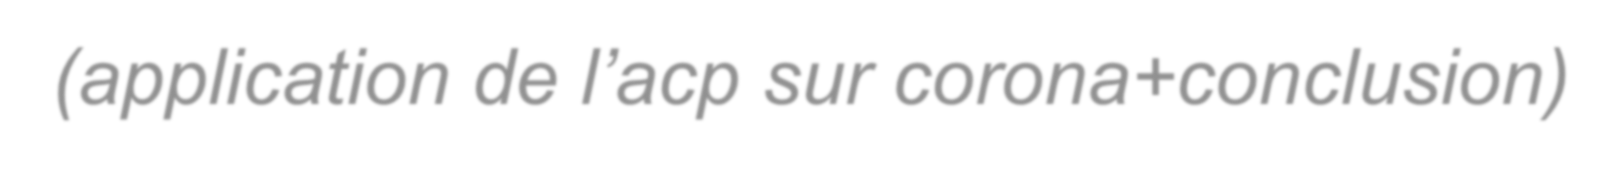 (application de l’acp sur corona+conclusion)